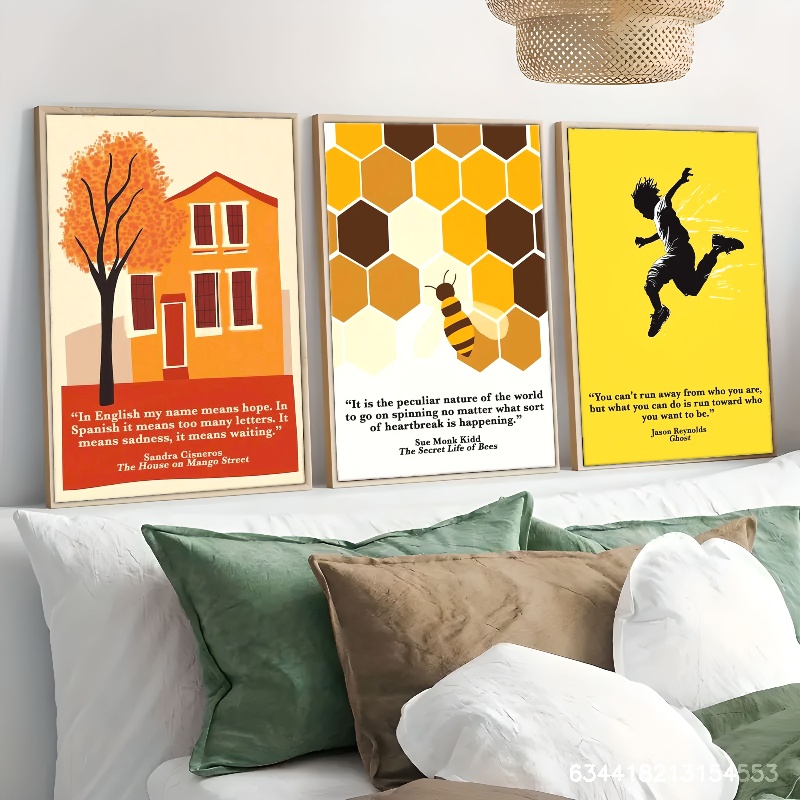 “In English my name means hope. In
Spanish it means too many letters. It
means sadness, it means waiting.”
Sandra Cisneros
The House on Mango Street
“It is the peculiar nature of the world
to go on spinning no matter what sort
of heartbreak is happening.”
Sue Monk Kidd
The Secret Life of Bees
“You can't run away from who you are,
but what you can do is run toward who
you want to be.”
Jason Reynolds
Ghost
634418213154553